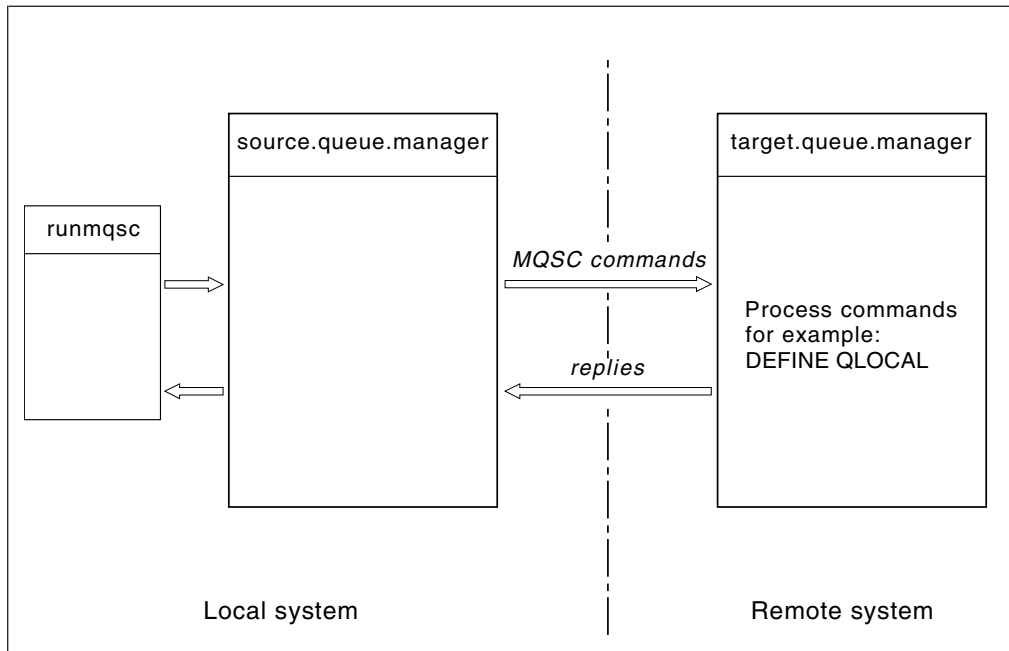 source.queue.manager
target.queue.manager
runmqsc
MQSC commands
Process commands
for example:
DEFINE QLOCAL
replies
Local system
Remote system